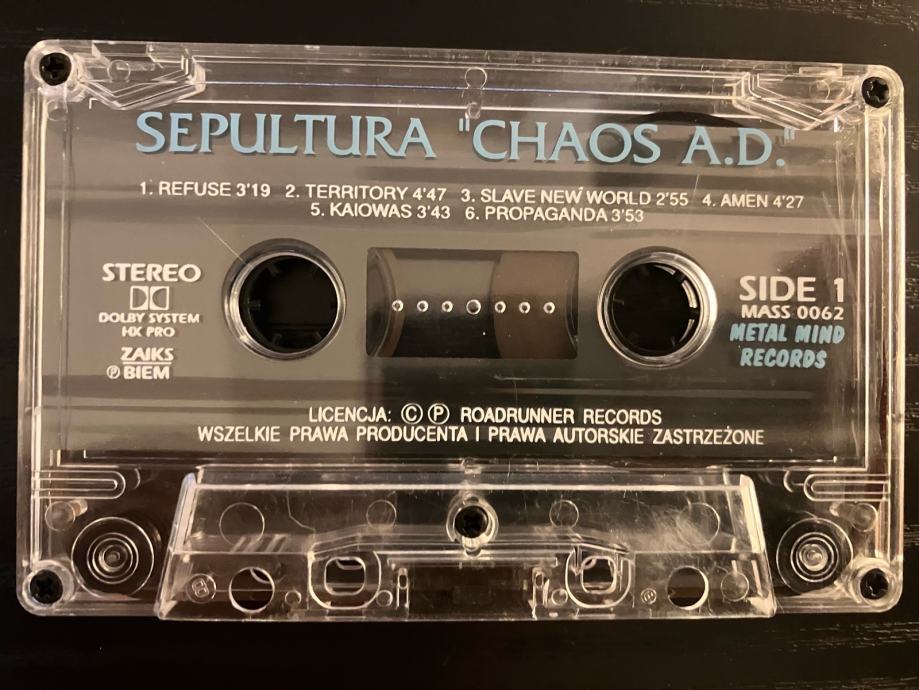 SEPULTURA "CHAOS A.D."
1. REFUSE 3'19 2. TERRITORY 4'47 3. SLAVE NEW WORLD 2'55 4. AMEN 4'27
5. KAIOWAS 3'43 6. PROPAGANDA 3'53
STEREO
DOLBY SYSTEM
HX PRO
ZAIKS
Ⓟ BIEM
SIDE 1
MASS 0062
METAL MIND
RECORDS
LICENCJA: Ⓒ Ⓟ ROADRUNNER RECORDS
WSZELKIE PRAWA PRODUCENTA I PRAWA AUTORSKIE ZASTRZEŻONE